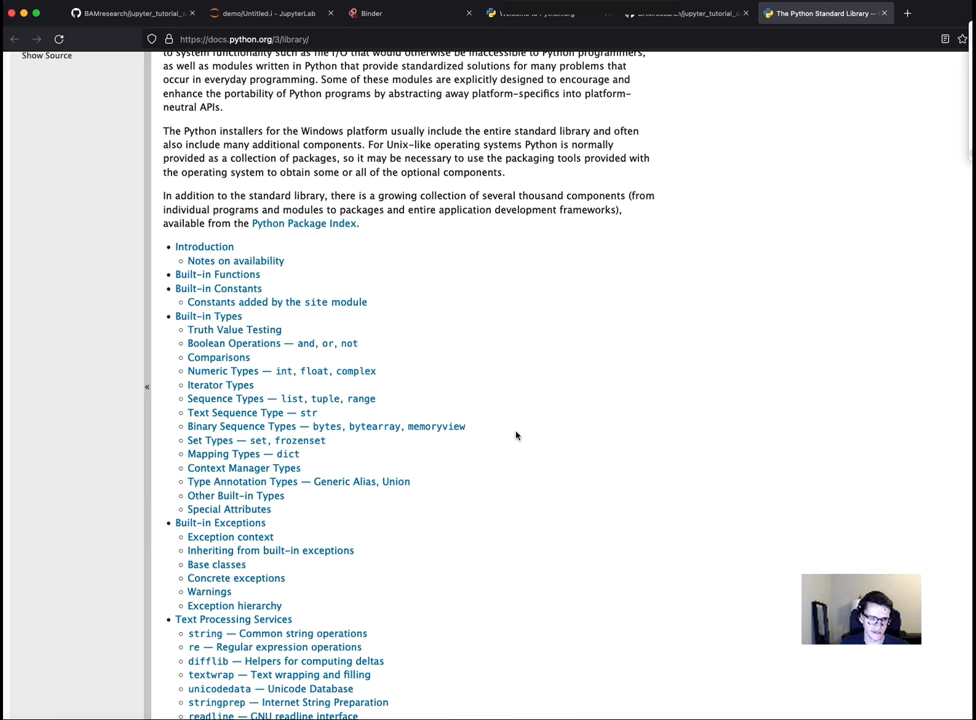 BAMresearch/jupyter_tutorial_s
demo/Untitled.i - JupyterLab
Binder
Welcome to Python.org
BAMresearch/jupyter_tutorial_s
The Python Standard Library —
https://docs.python.org/3/library/
Show Source
to system functionality such as file I/O that would otherwise be inaccessible to Python programmers,
as well as modules written in Python that provide standardized solutions for many problems that
occur in everyday programming. Some of these modules are explicitly designed to encourage and
enhance the portability of Python programs by abstracting away platform-specifics into platform-
neutral APIs.
The Python installers for the Windows platform usually include the entire standard library and often
also include many additional components. For Unix-like operating systems Python is normally
provided as a collection of packages, so it may be necessary to use the packaging tools provided with
the operating system to obtain some or all of the optional components.
In addition to the standard library, there is a growing collection of several thousand components (from
individual programs and modules to packages and entire application development frameworks),
available from the Python Package Index.
• Introduction
◦ Notes on availability
• Built-in Functions
• Built-in Constants
◦ Constants added by the site module
• Built-in Types
◦ Truth Value Testing
◦ Boolean Operations — and, or, not
◦ Comparisons
◦ Numeric Types — int, float, complex
◦ Iterator Types
◦ Sequence Types — list, tuple, range
◦ Text Sequence Type — str
◦ Binary Sequence Types — bytes, bytearray, memoryview
◦ Set Types — set, frozenset
◦ Mapping Types — dict
◦ Context Manager Types
◦ Type Annotation Types — Generic Alias, Union
◦ Other Built-in Types
◦ Special Attributes
• Built-in Exceptions
◦ Exception context
◦ Inheriting from built-in exceptions
◦ Base classes
◦ Concrete exceptions
◦ Warnings
◦ Exception hierarchy
• Text Processing Services
◦ string — Common string operations
◦ re — Regular expression operations
◦ difflib — Helpers for computing deltas
◦ textwrap — Text wrapping and filling
◦ unicodedata — Unicode Database
◦ stringprep — Internet String Preparation
◦ readline — GNU readline interface